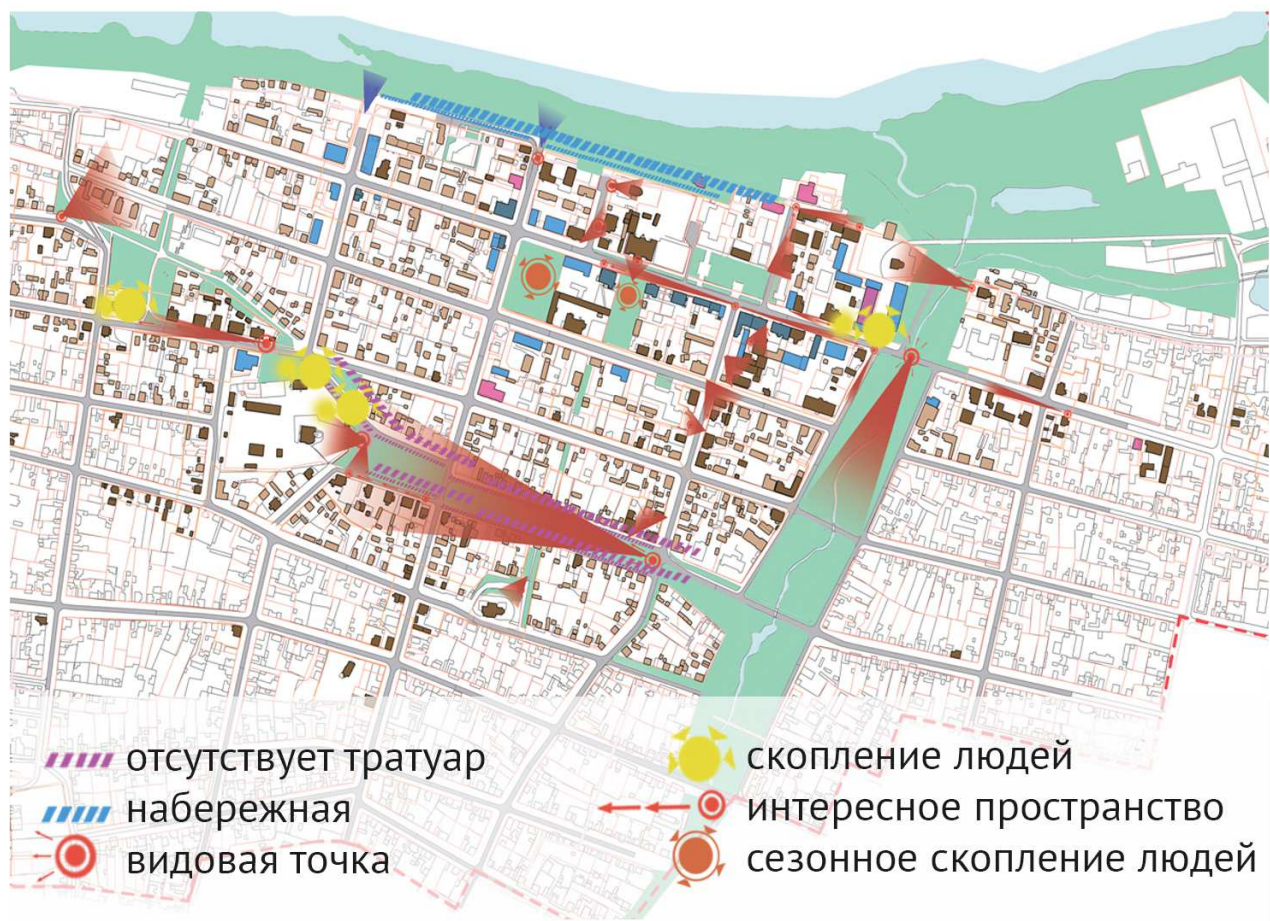 отсутствует тратуар
набережная
видовая точка
скопление людей
интересное пространство
сезонное скопление людей